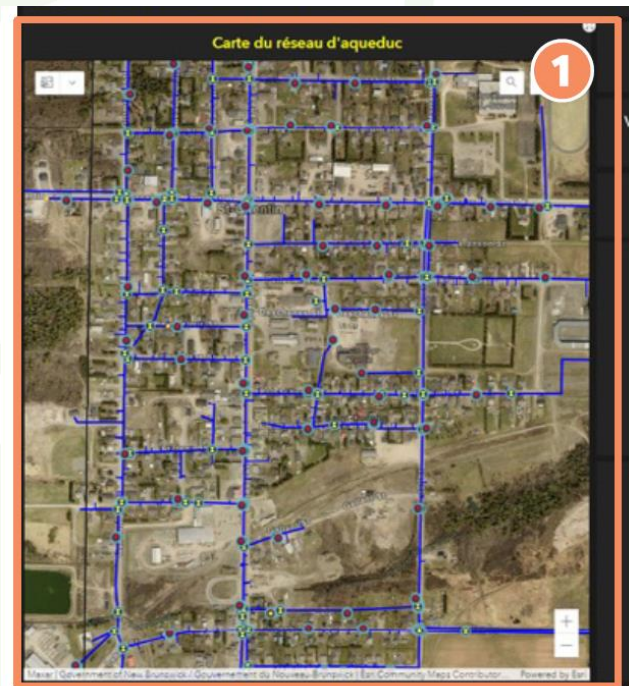 Carte du réseau d'aqueduc
1
Maxar | Government of New Brunswick / Gouvernement du Nouveau-Brunswick | Esri Community Maps Contributor... Powered by Esri